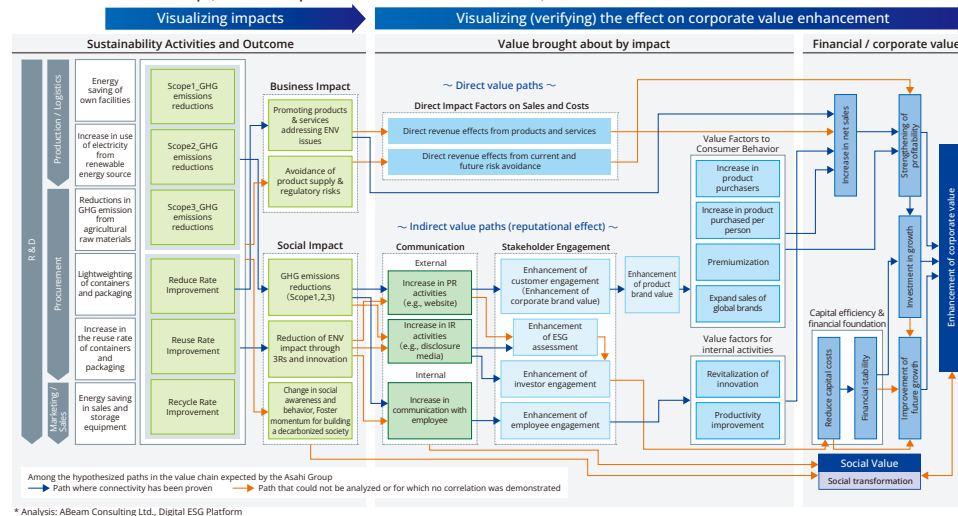 Visualizing impacts
Visualizing (verifying) the effect on corporate value enhancement
Sustainability Activities and Outcome
Value brought about by impact
Financial / corporate value
R & D
Production / Logistics
Procurement
Marketing /
Sales
Energy
saving of
own facilities
Increase in use
of electricity
from
renewable
energy source
Reductions in
GHG emission
from
agricultural
raw materials
Lightweighting
of containers
and packaging
Increase in
the reuse rate
of containers
and
packaging
Energy saving
in sales and
storage
equipment
Scope1_GHG
emissions
reductions
Scope2_GHG
emissions
reductions
Scope3_GHG
emissions
reductions
Reduce Rate
Improvement
Reuse Rate
Improvement
Recycle Rate
Improvement
Business Impact
Promoting products
& services
addressing ENV
issues
Avoidance of
product supply &
regulatory risks
Social Impact
GHG emissions
reductions
(Scope1,2,3)
Reduction of ENV
impact through
3Rs and innovation
Change in social
awareness and
behavior, Foster
momentum for building
a decarbonized society
～ Direct value paths ～
Direct Impact Factors on Sales and Costs
Direct revenue effects from products and services
Direct revenue effects from current and
future risk avoidance
～ Indirect value paths (reputational effect) ～
Communication
External
Increase in PR
activities
(e.g., website)
Increase in IR
activities
(e.g., disclosure
media)
Internal
Increase in
communication with
employee
Stakeholder Engagement
Enhancement of
customer engagement
(Enhancement of
corporate brand value)
Enhancement
of ESG
assessment
Enhancement of
investor engagement
Enhancement of
employee engagement
Enhancement
of product
brand value
Value Factors to
Consumer Behavior
Increase in
product
purchasers
Increase in product
purchased per
person
Premiumization
Expand sales of
global brands
Value factors for
internal activities
Revitalization of
innovation
Productivity
improvement
Increase in net sales
Strengthening of
profitability
Investment in growth
Capital efficiency &
financial foundation
Reduce capital costs
Financial stability
Improvement of
future growth
Enhancement of corporate value
Social Value
Social transformation
Among the hypothesized paths in the value chain expected by the Asahi Group
Path where connectivity has been proven
Path that could not be analyzed or for which no correlation was demonstrated
* Analysis: ABeam Consulting Ltd., Digital ESG Platform